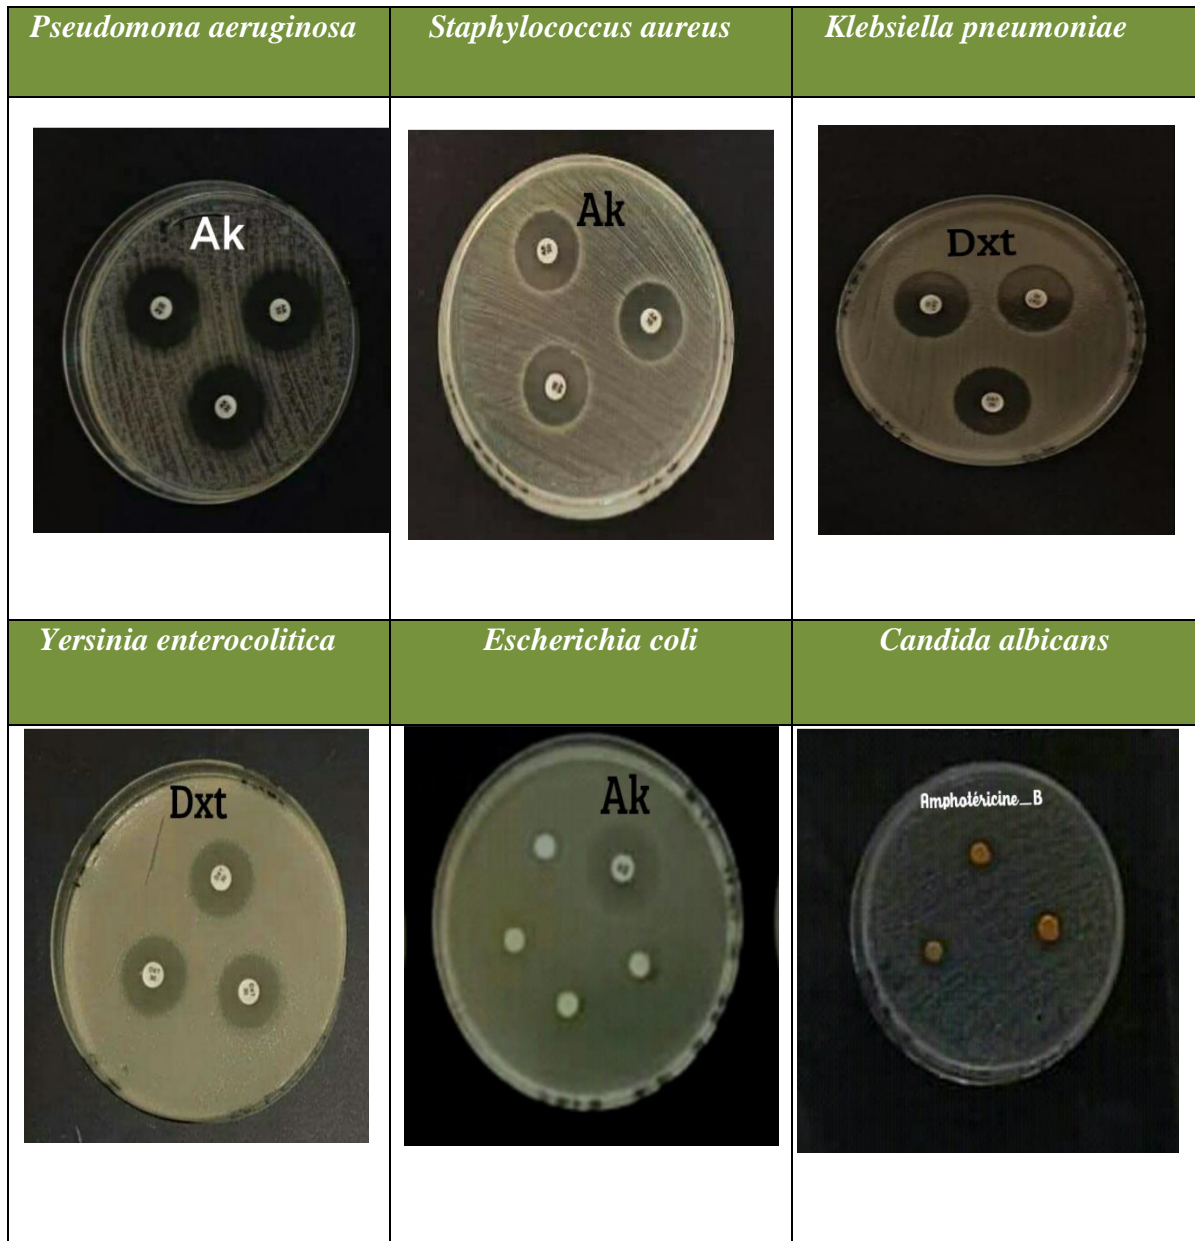 Pseudomona aeruginosa
Staphylococcus aureus
Klebsiella pneumoniae
Ak
Ak
Dxt
Yersinia enterocolitica
Escherichia coli
Candida albicans
Dxt
Ak
Amphotéricine_B